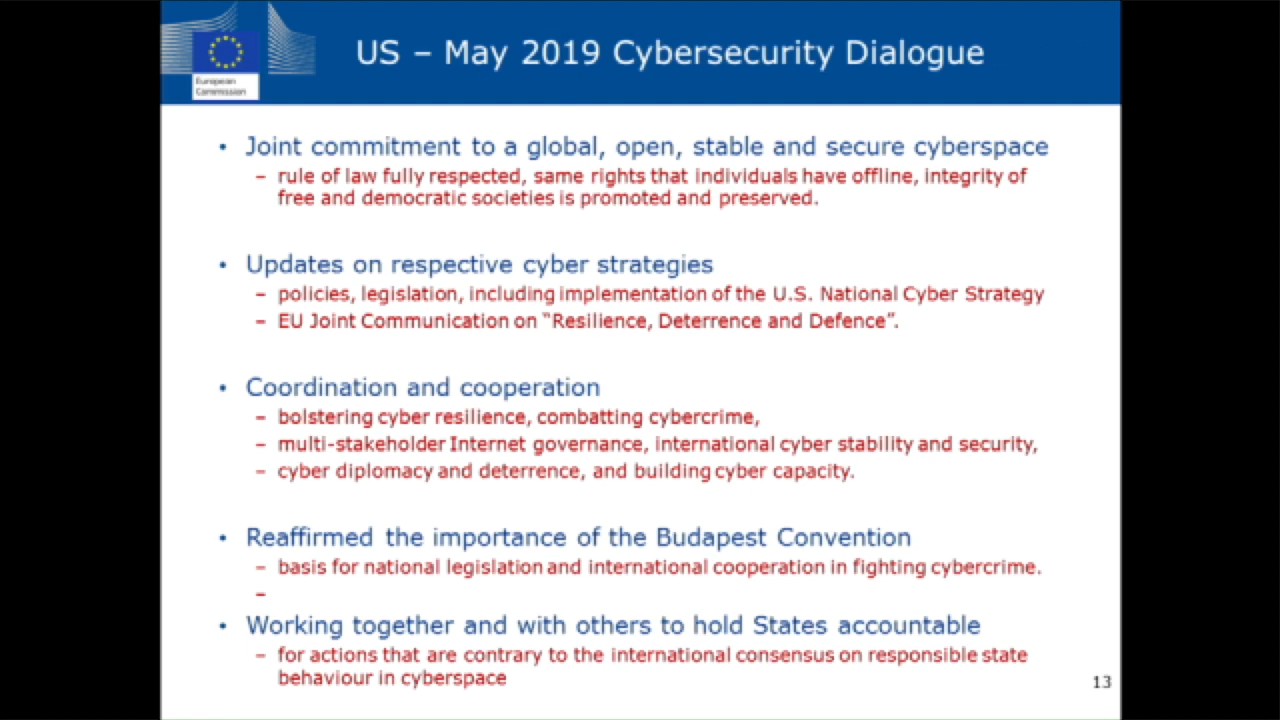 European
Commission
US – May 2019 Cybersecurity Dialogue
• Joint commitment to a global, open, stable and secure cyberspace
– rule of law fully respected, same rights that individuals have offline, integrity of
free and democratic societies is promoted and preserved.
• Updates on respective cyber strategies
– policies, legislation, including implementation of the U.S. National Cyber Strategy
– EU Joint Communication on “Resilience, Deterrence and Defence”.
• Coordination and cooperation
– bolstering cyber resilience, combatting cybercrime,
– multi-stakeholder Internet governance, international cyber stability and security,
– cyber diplomacy and deterrence, and building cyber capacity.
• Reaffirmed the importance of the Budapest Convention
– basis for national legislation and international cooperation in fighting cybercrime.
–
• Working together and with others to hold States accountable
– for actions that are contrary to the international consensus on responsible state
behaviour in cyberspace
13